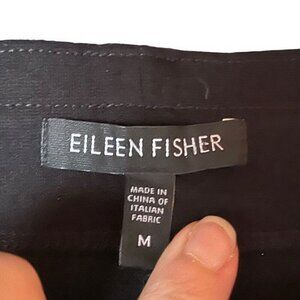 EILEEN FISHER
MADE IN
CHINA OF
ITALIAN
FABRIC
M